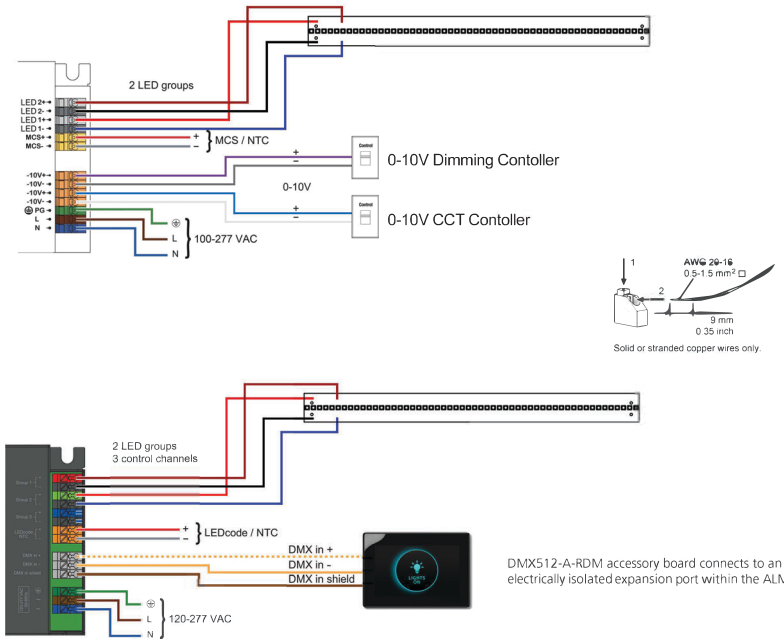 2 LED groups
LED 2+
LED 2-
LED 1+
LED 1-
MCS+
MCS-
+
−
MCS / NTC
-10V+
-10V-
-10V+
-10V-
PG
L
N
+
−
Control
0-10V Dimming Contoller
0-10V
+
−
Control
0-10V CCT Contoller
L
N
100-277 VAC
1
2
AWG 20-16
0.5-1.5 mm²
9 mm
0 35 inch
Solid or stranded copper wires only.
2 LED groups
3 control channels
Group 1
Group 2
Group 3
LEDcode
NTC
+
−
LEDcode / NTC
DMX in +
DMX in -
DMX in shield
DMX in +
DMX in -
DMX in shield
LIGHTS
ON
DMX512-A-RDM accessory board connects to an
electrically isolated expansion port within the ALM
L
N
120-277 VAC